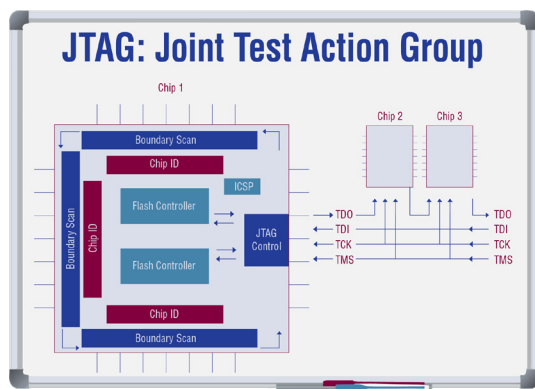 JTAG: Joint Test Action Group
Chip 1
Boundary Scan
Chip ID
ICSP
Flash Controller
Boundary Scan
Chip ID
JTAG
Control
Flash Controller
Chip ID
Boundary Scan
Chip 2
Chip 3
TDO
TDI
TCK
TMS
TDO
TDI
TCK
TMS